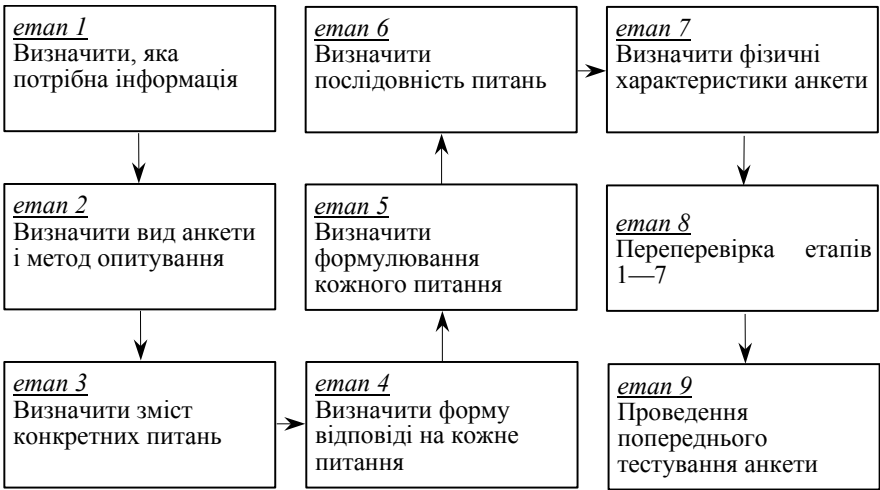 етап 1
Визначити, яка
потрібна інформація
етап 2
Визначити вид анкети
і метод опитування
етап 3
Визначити зміст
конкретних питань
етап 4
Визначити форму
відповіді на кожне
питання
етап 5
Визначити
формулювання
кожного питання
етап 6
Визначити
послідовність питань
етап 7
Визначити фізичні
характеристики анкети
етап 8
Переперевірка етапів
1—7
етап 9
Проведення
попереднього
тестування анкети